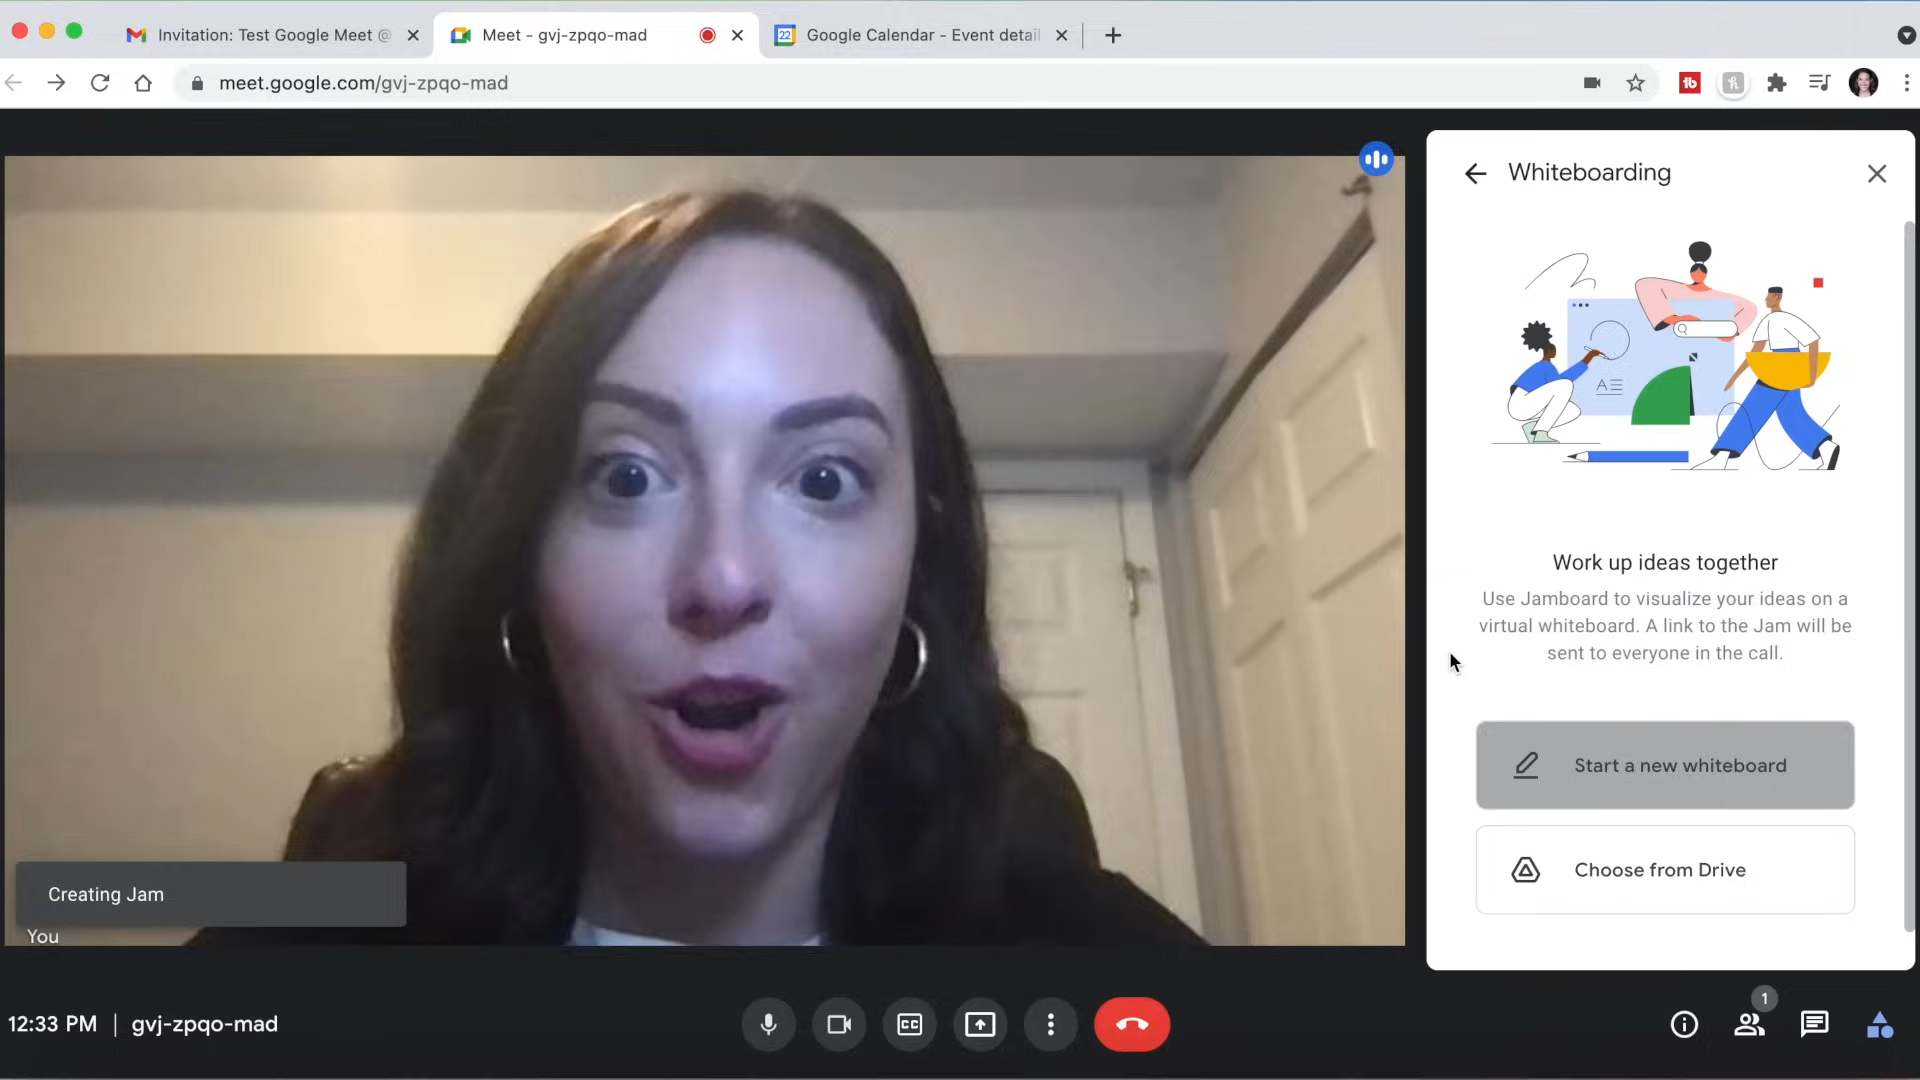 Invitation: Test Google Meet @
Meet - gvj-zpqo-mad
22
Google Calendar - Event detail
meet.google.com/gvj-zpqo-mad
tb
h
Whiteboarding
A
Work up ideas together
Use Jamboard to visualize your ideas on a
virtual whiteboard. A link to the Jam will be
sent to everyone in the call.
Start a new whiteboard
Choose from Drive
Creating Jam
You
12:33 PM | gvj-zpqo-mad
CC
1